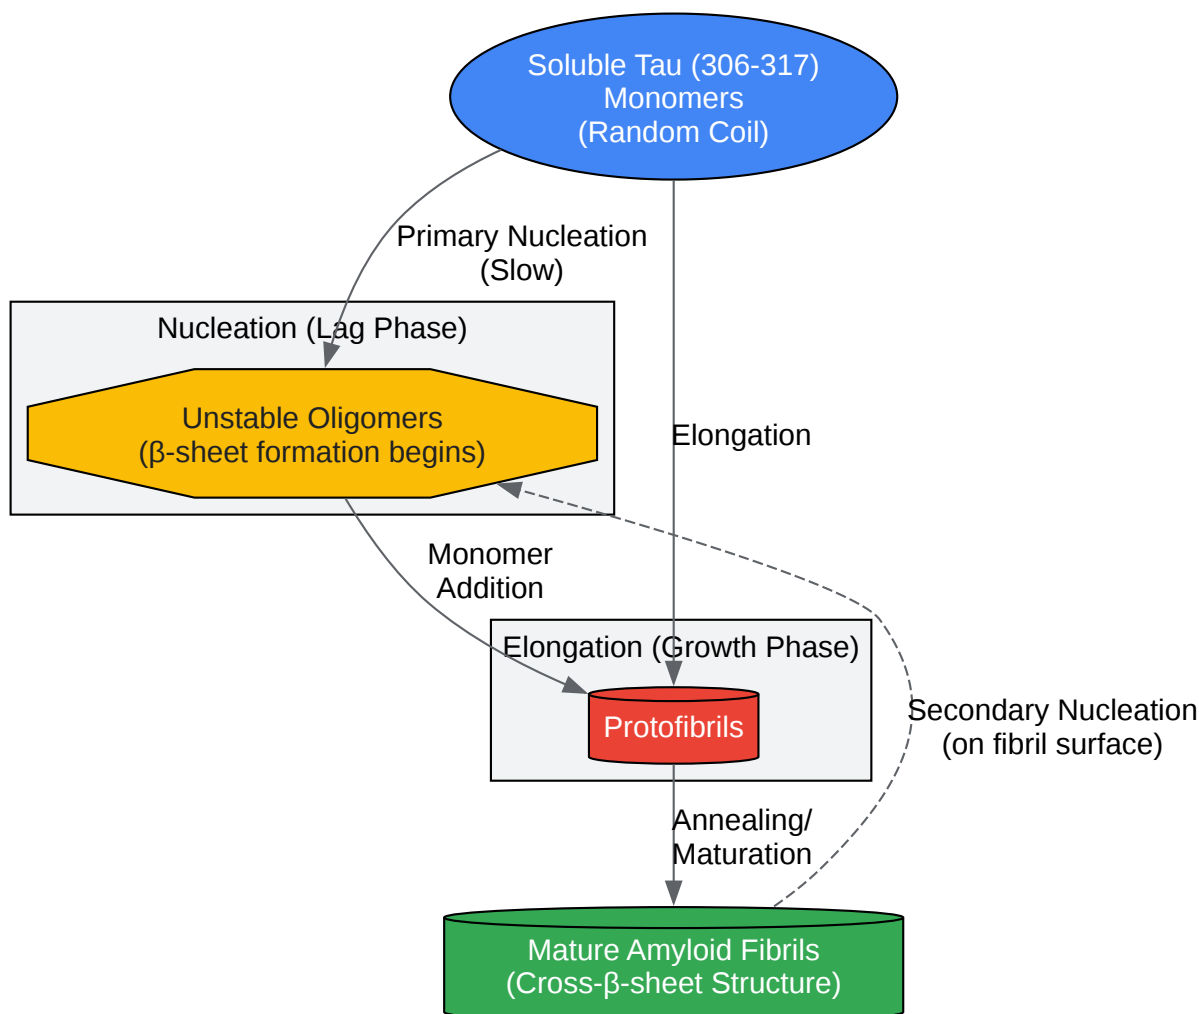 Soluble Tau (306-317)
Monomers
(Random Coil)
Primary Nucleation
(Slow)
Nucleation (Lag Phase)
Unstable Oligomers
(β-sheet formation begins)
Elongation
Monomer
Addition
Elongation (Growth Phase)
Protofibrils
Secondary Nucleation
(on fibril surface)
Annealing/
Maturation
Mature Amyloid Fibrils
(Cross-β-sheet Structure)